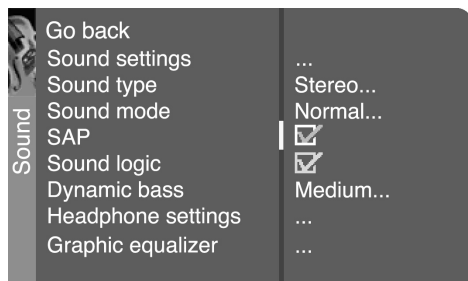 Sound
Go back
Sound settings ...
Sound type Stereo...
Sound mode Normal...
SAP
Sound logic
Dynamic bass Medium...
Headphone settings ...
Graphic equalizer ...